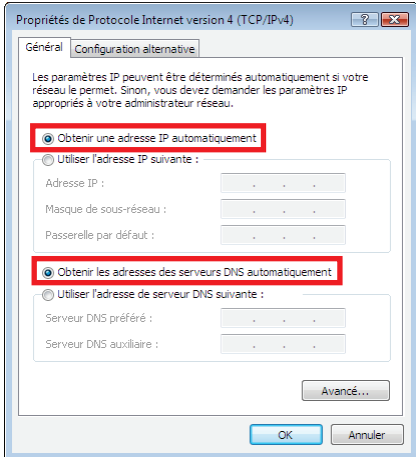 Propriétés de Protocole Internet version 4 (TCP/IPv4)
Général
Configuration alternative
Les paramètres IP peuvent être déterminés automatiquement si votre
réseau le permet. Sinon, vous devez demander les paramètres IP
appropriés à votre administrateur réseau.
Obtenir une adresse IP automatiquement
Utiliser l'adresse IP suivante :
Adresse IP :
Masque de sous-réseau :
Passerelle par défaut :
Obtenir les adresses des serveurs DNS automatiquement
Utiliser l'adresse de serveur DNS suivante :
Serveur DNS préféré :
Serveur DNS auxiliaire :
Avancé...
OK
Annuler